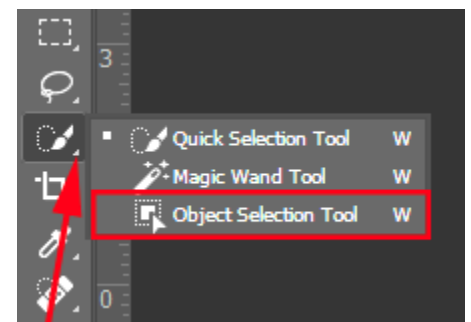 3
Quick Selection Tool W
Magic Wand Tool W
Object Selection Tool W
0